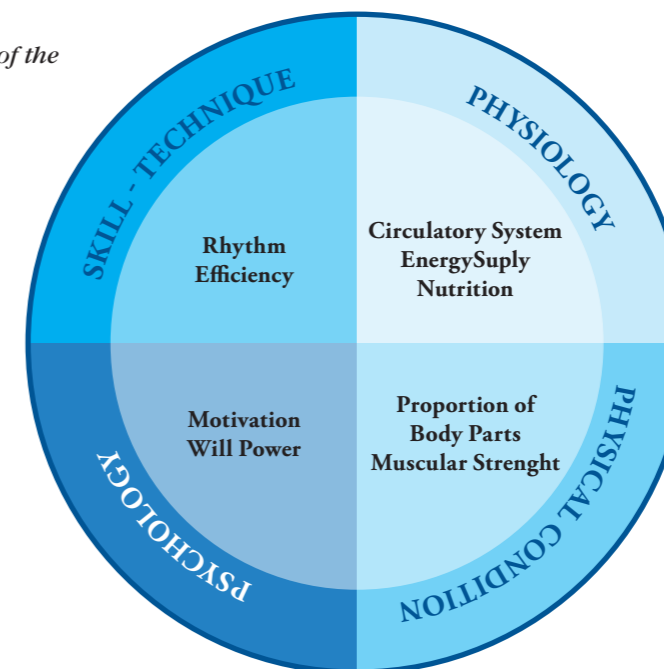 of the
SKILL - TECHNIQUE
PHYSIOLOGY
Rhythm
Efficiency
Circulatory System
EnergySuply
Nutrition
Motivation
Will Power
Proportion of
Body Parts
Muscular Strenght
PSYCHOLOGY
PHYSICAL CONDITION